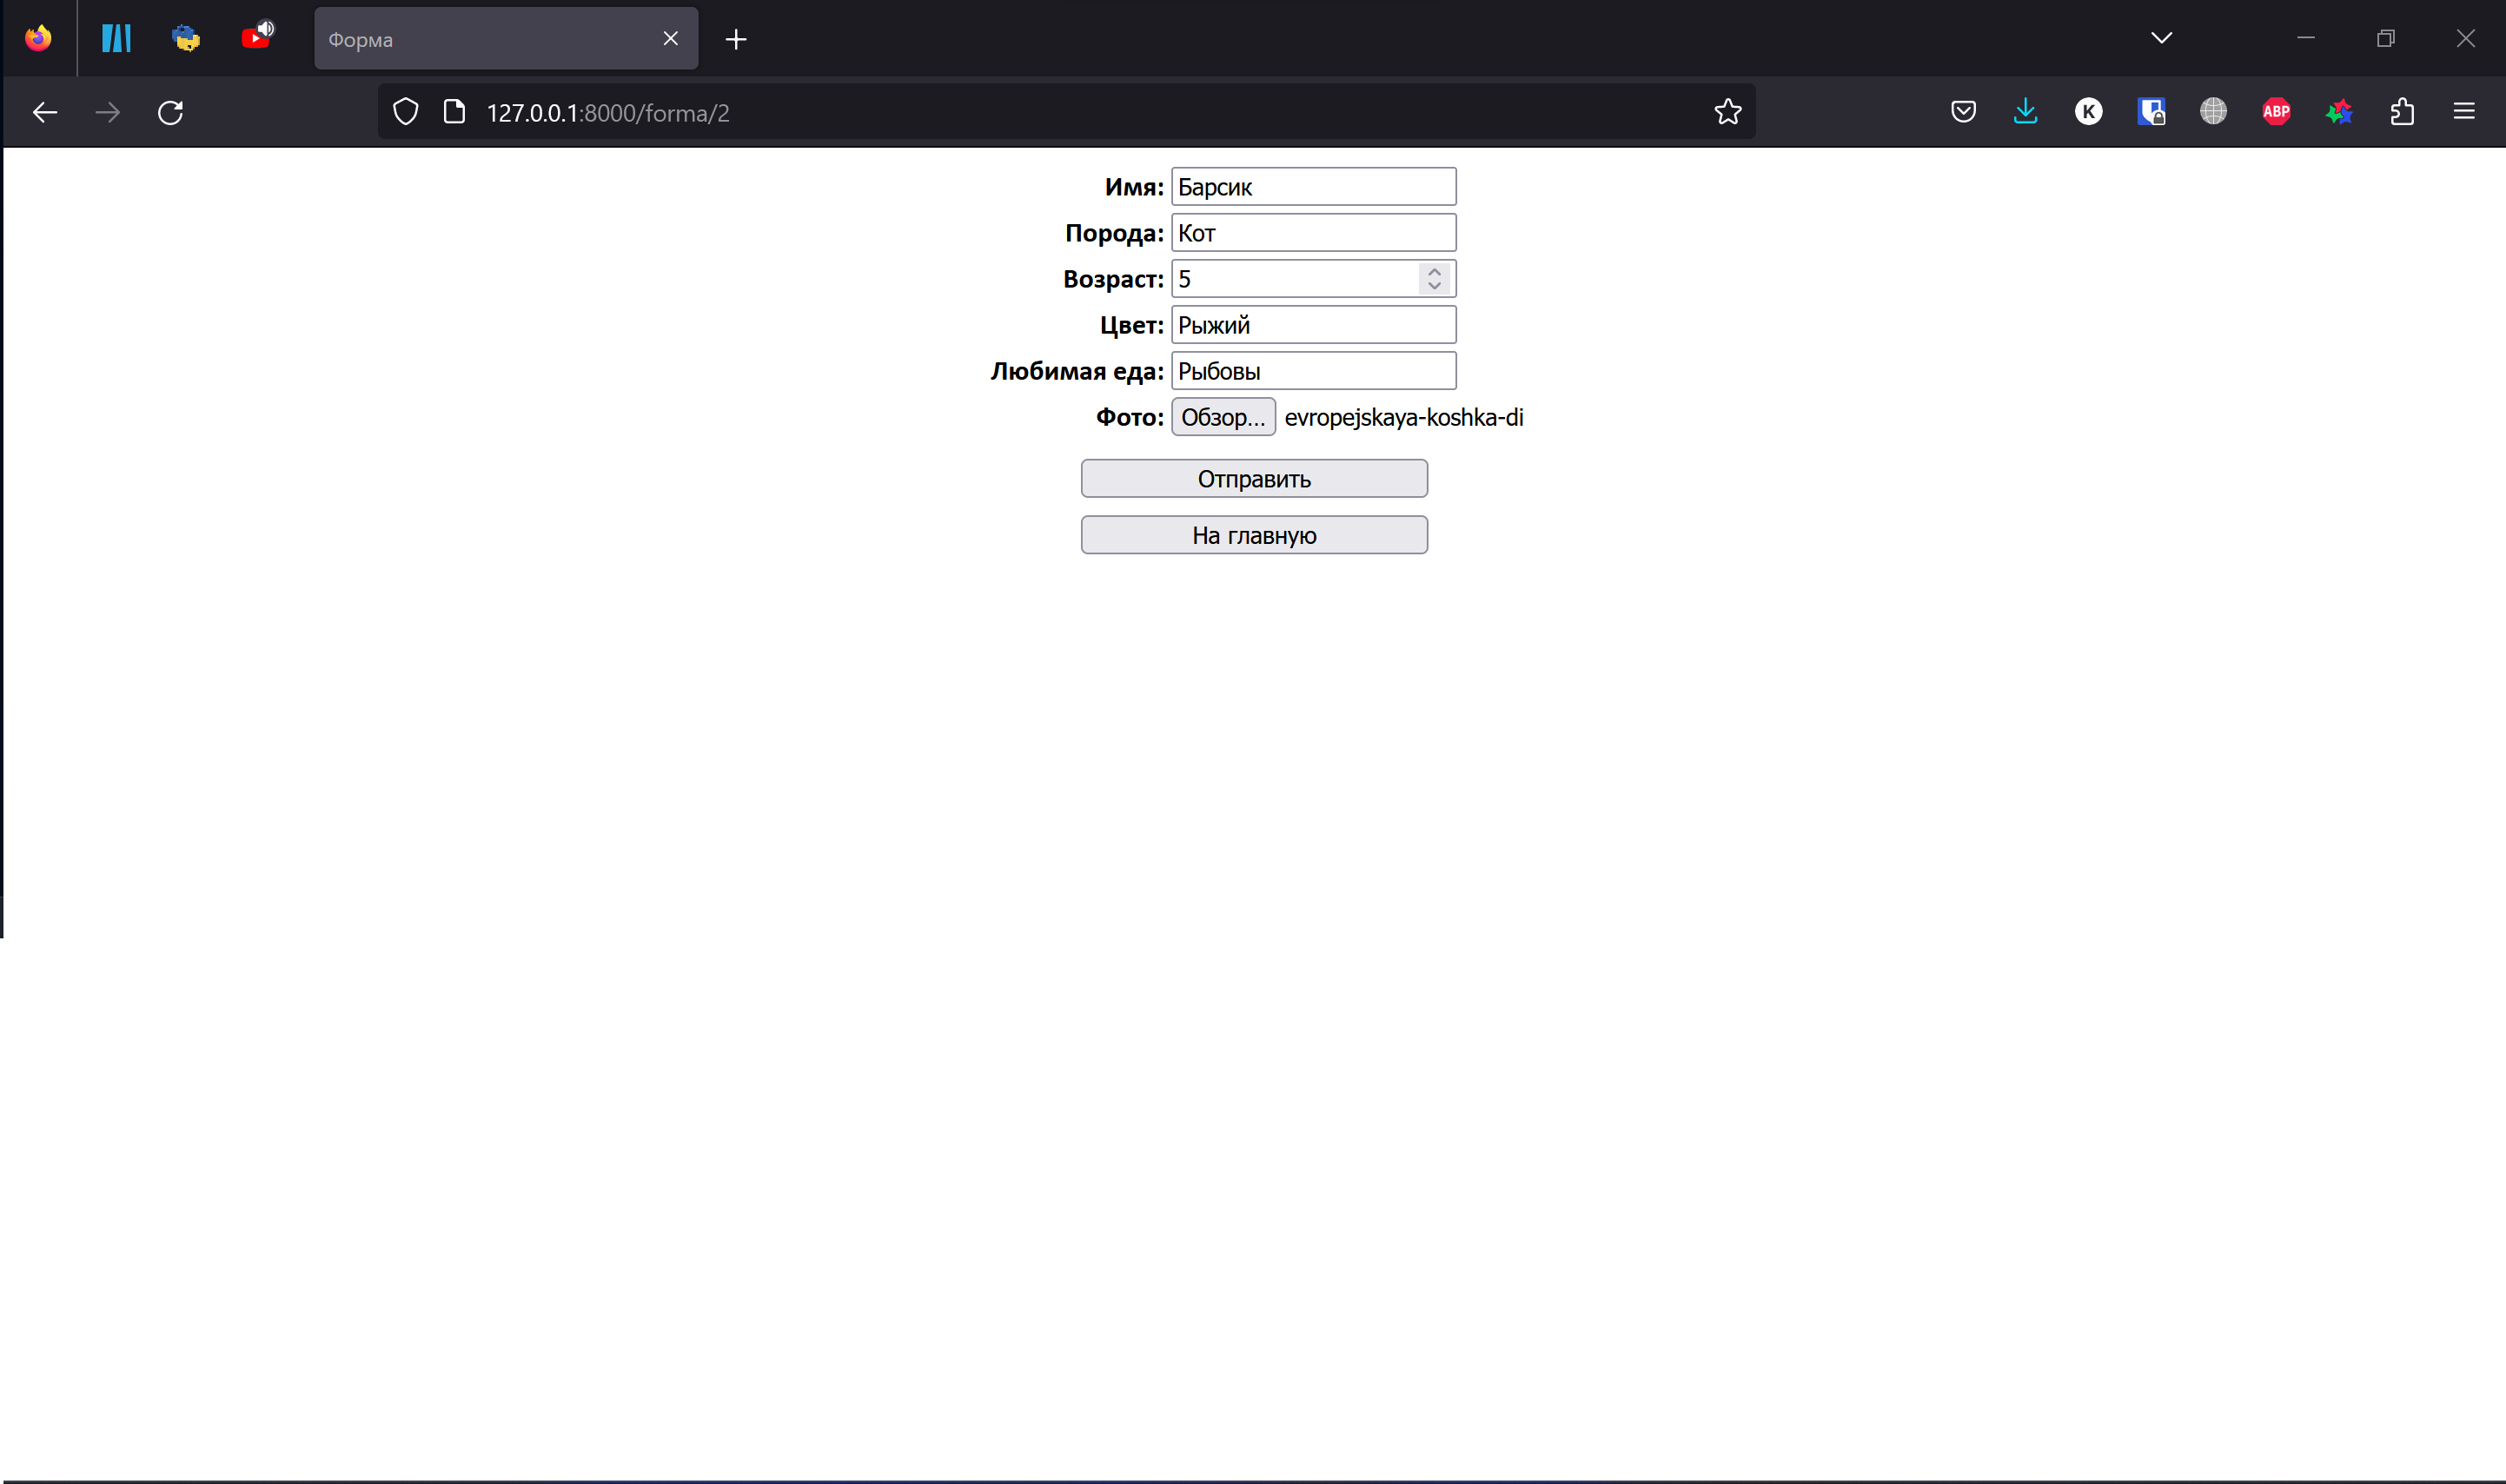 Форма
127.0.0.1:8000/forma/2
K
ABP
Имя: Барсик
Порода: Кот
Возраст: 5
Цвет: Рыжий
Любимая еда: Рыбовы
Фото: Обзор... evropejskaya-koshka-di
Отправить
На главную